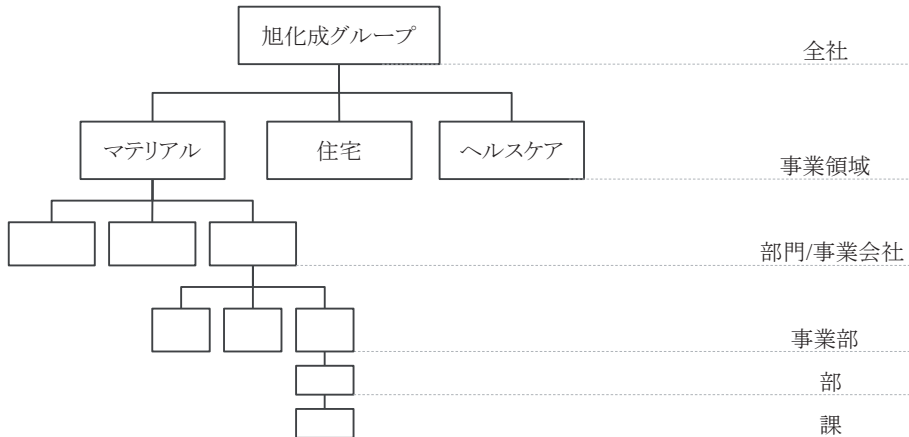 旭化成グループ
全社
マテリアル
住宅
ヘルスケア
事業領域
部門/事業会社
事業部
部
課